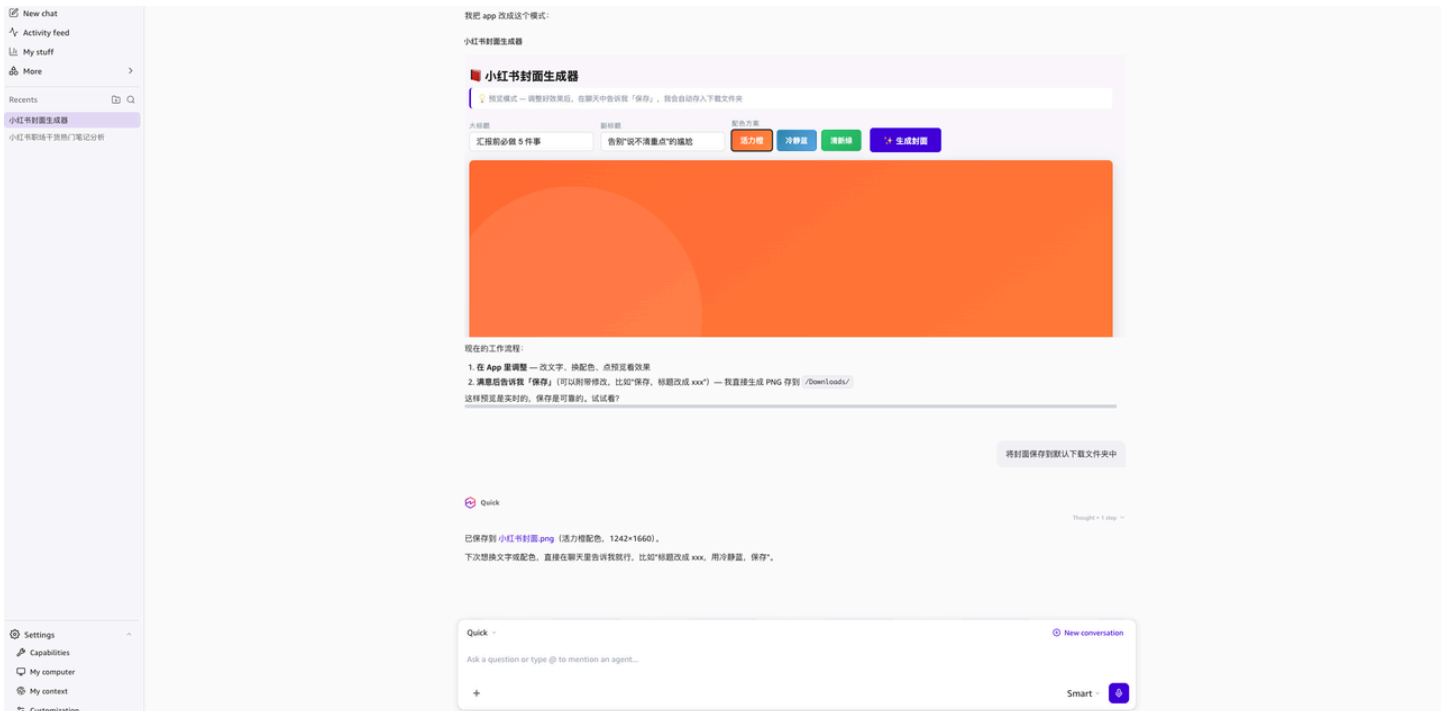 New chat
Activity feed
My stuff
More
Recents
小红书封面生成器
小红书职场干货热门笔记分析
我把 app 改成这个模式：
小红书封面生成器
小红书封面生成器
预览模式 — 调整好效果后，在聊天中告诉我「保存」，我会自动存入下载文件夹
大标题
副标题
配色方案
汇报前必做 5 件事
告别"说不清重点"的尴尬
活力橙
冷静蓝
清新绿
✨ 生成封面
现在的工作流程：
1. 在 App 里调整 — 改文字、换配色、点预览看效果
2. 满意后告诉我「保存」（可以附带修改，比如"保存，标题改成 xxx"）— 我直接生成 PNG 存到 /Downloads/
这样预览是实时的，保存是可靠的。试试看?
将封面保存到默认下载文件夹中
Quick
Thought • 1 step
已保存到 小红书封面.png（活力橙配色，1242×1660）。
下次想换文字或配色，直接在聊天里告诉我就行，比如"标题改成 xxx，用冷静蓝，保存"。
Quick
New conversation
Ask a question or type @ to mention an agent...
Smart
Settings
Capabilities
My computer
My context
Customization